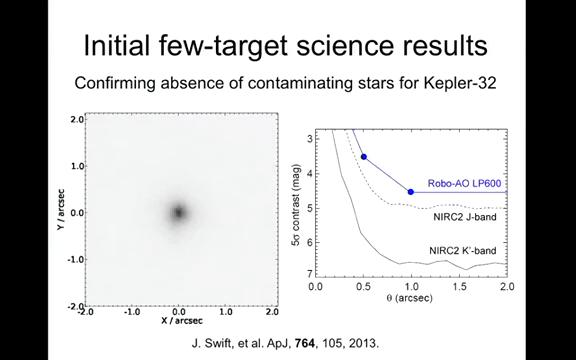 Initial few-target science results
Confirming absence of contaminating stars for Kepler-32
2.0
1.0
0.0
-1.0
-2.0
Y / arcsec
-2.0 -1.0 0.0 1.0 2.0
X / arcsec
3
4
5
6
7
5σ contrast (mag)
Robo-AO LP600
NIRC2 J-band
NIRC2 K'-band
0.0 0.5 1.0 1.5 2.0
θ (arcsec)
J. Swift, et al. ApJ, 764, 105, 2013.